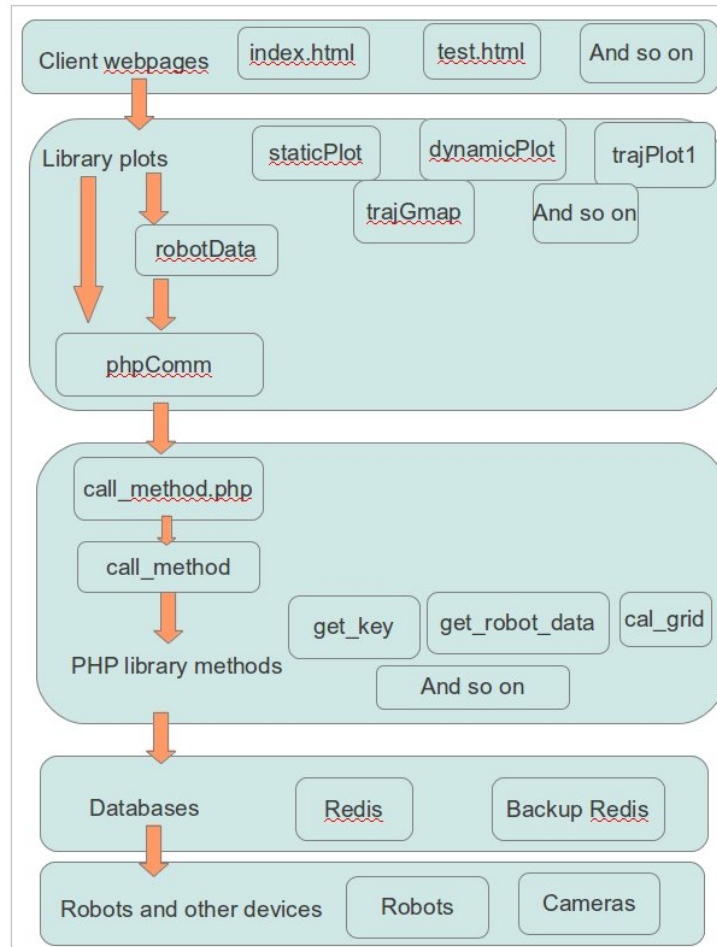 Client webpages
index.html
test.html
And so on
Library plots
staticPlot
dynamicPlot
trajPlot1
trajGmap
And so on
robotData
phpComm
call_method.php
call_method
get_key
get_robot_data
cal_grid
PHP library methods
And so on
Databases
Redis
Backup Redis
Robots and other devices
Robots
Cameras